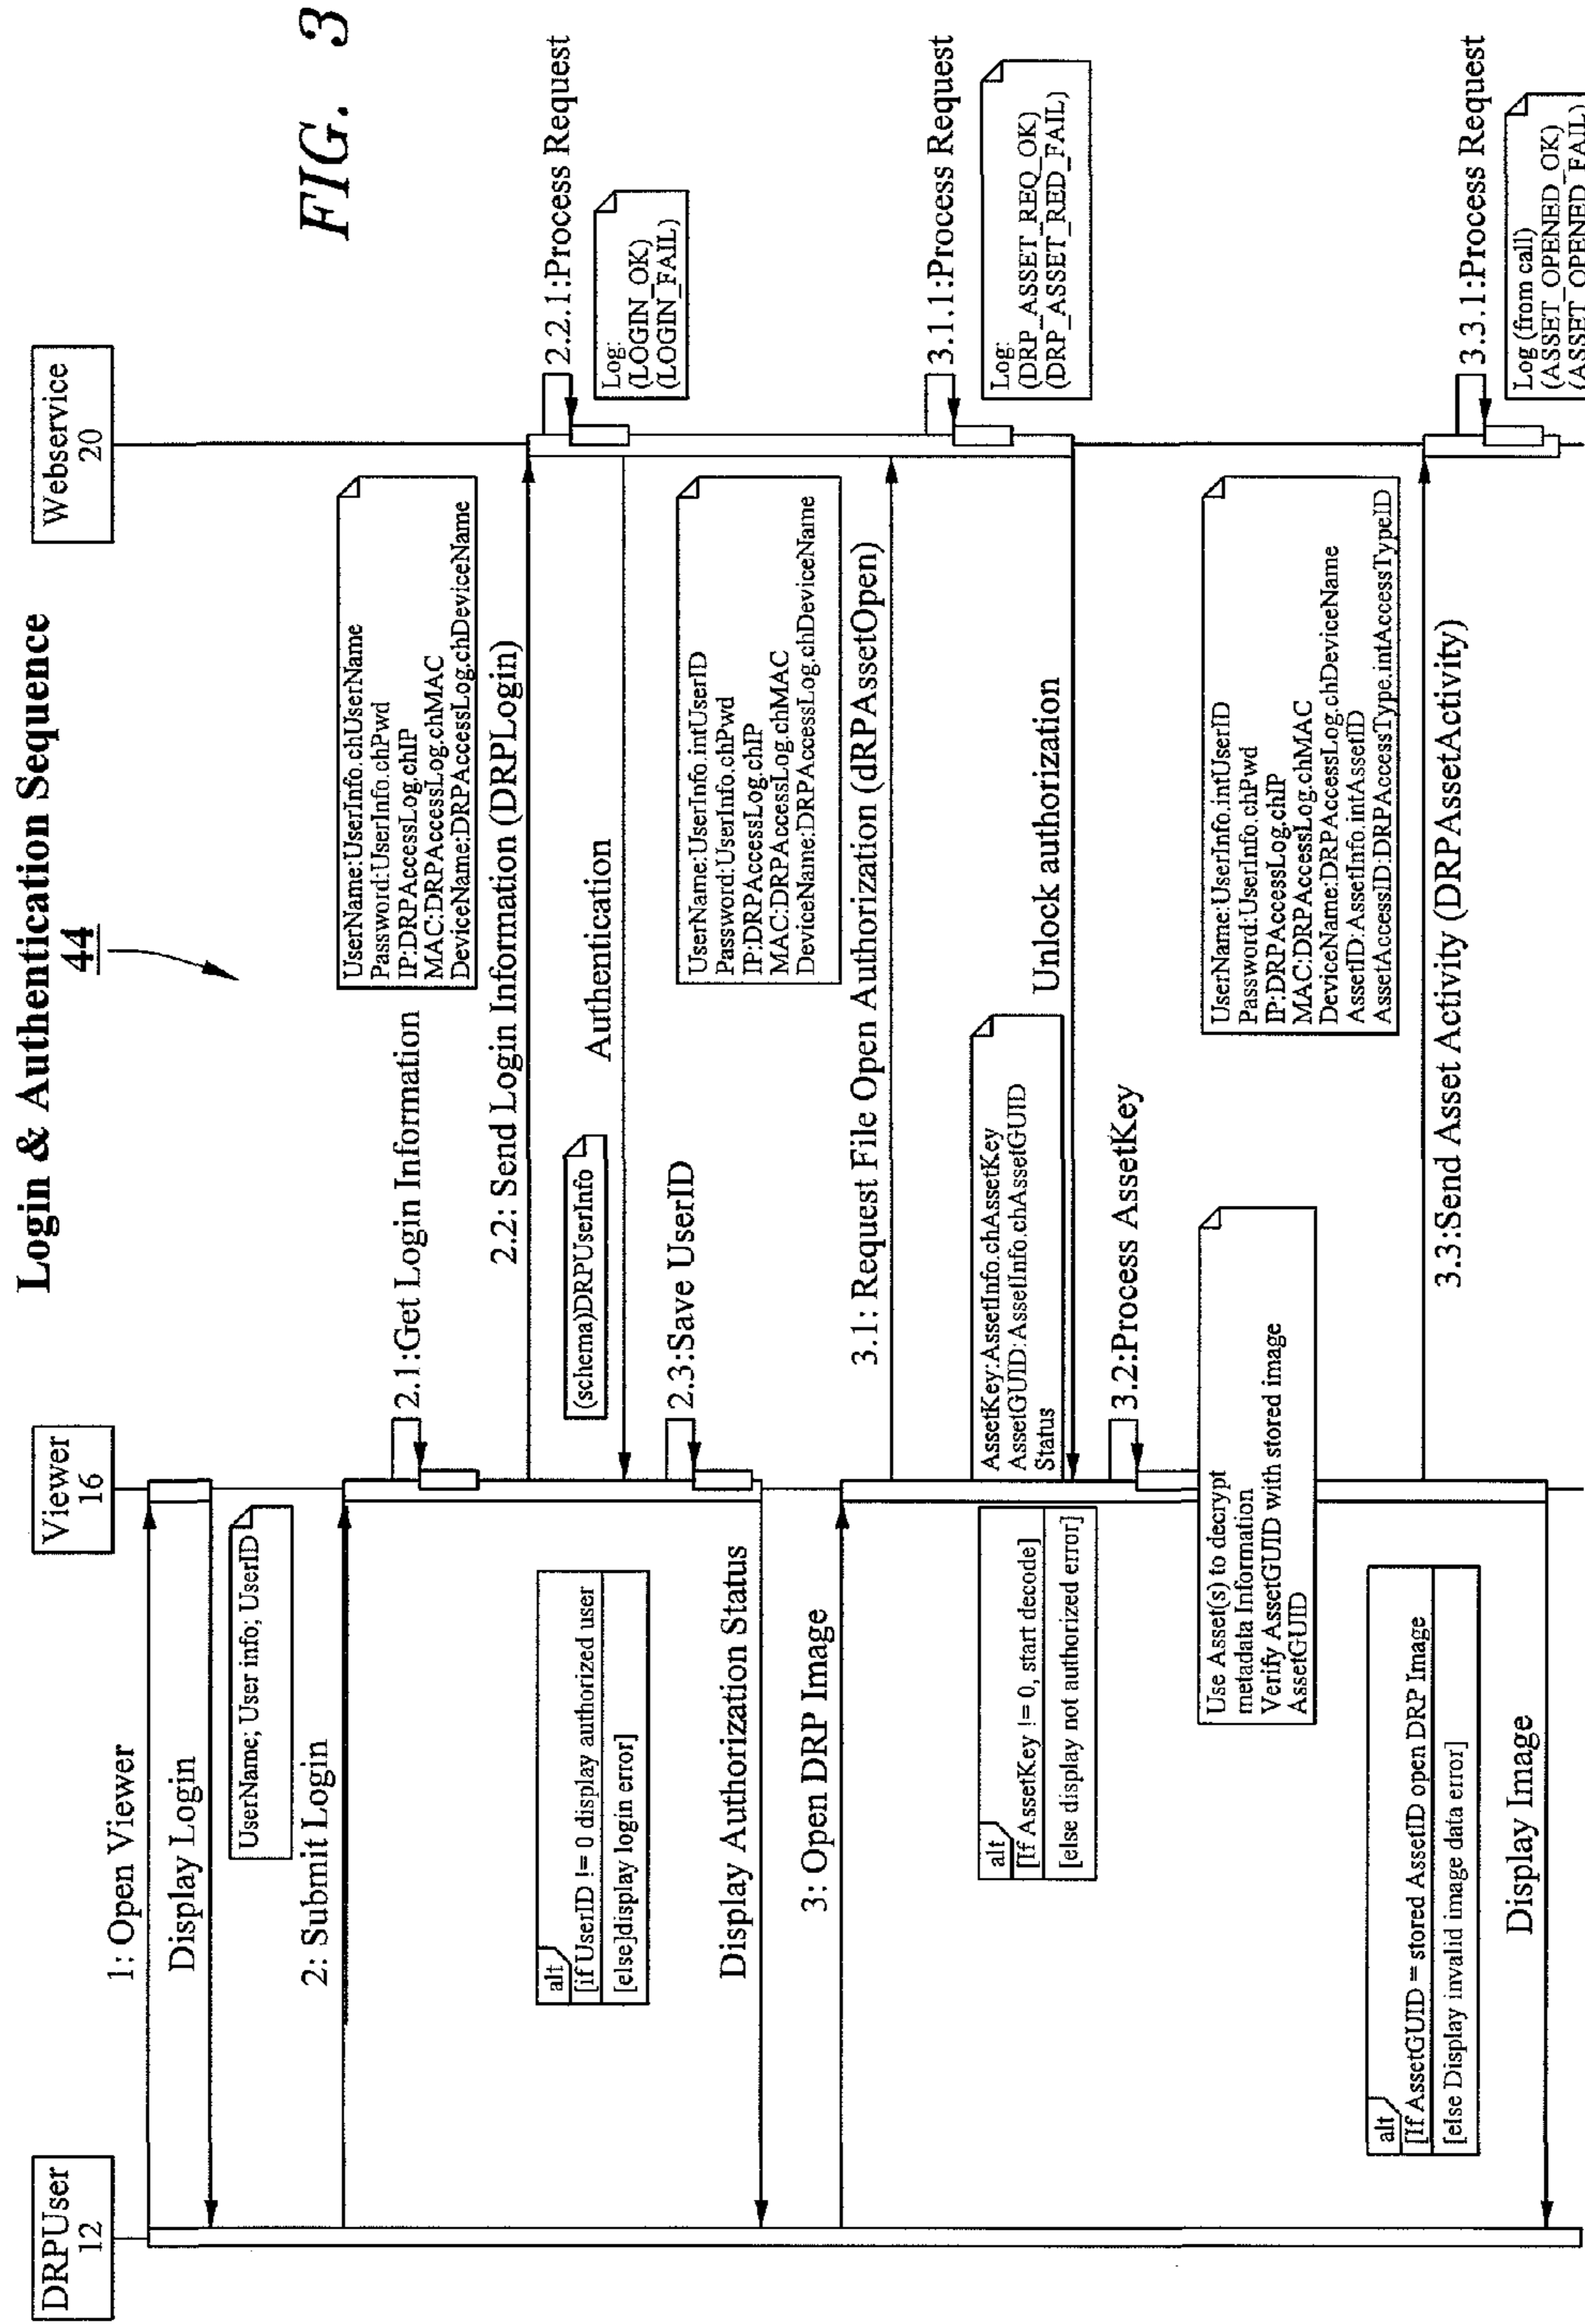 Login & Authentication Sequence
44
FIG. 3
DRPUser
12
Viewer
16
Webservice
20
1: Open Viewer
Display Login
UserName; User info; UserID
2: Submit Login
2.1:Get Login Information
UserName:UserInfo.chUserName
Password:UserInfo.chPwd
IP:DRPAccessLog.chIP
MAC:DRPAccessLog.chMAC
DeviceName:DRPAccessLog.chDeviceName
2.2: Send Login Information (DRPLogin)
2.2.1:Process Request
Log:
(LOGIN_OK)
(LOGIN_FAIL)
Authentication
(schema)DRPUserInfo
alt
[if UserID != 0 display authorized user
[else]display login error]
2.3:Save UserID
Display Authorization Status
UserName:UserInfo.intUserID
Password:UserInfo.chPwd
IP:DRPAccessLog.chIP
MAC:DRPAccessLog.chMAC
DeviceName:DRPAccessLog.chDeviceName
3: Open DRP Image
3.1: Request File Open Authorization (dRPAssetOpen)
3.1.1:Process Request
Log:
(DRP_ASSET_REQ_OK)
(DRP_ASSET_RED_FAIL)
AssetKey:AssetInfo.chAssetKey
AssetGUID:AssetInfo.chAssetGUID
Status
Unlock authorization
alt
[If AssetKey != 0, start decode]
[else display not authorized error]
3.2:Process AssetKey
Use Asset(s) to decrypt
metadata Information
Verify AssetGUID with stored image
AssetGUID
UserName:UserInfo.intUserID
Password:UserInfo.chPwd
IP:DRPAccessLog.chIP
MAC:DRPAccessLog.chMAC
DeviceName:DRPAccessLog.chDeviceName
AssetID:AssetInfo.intAssetID
AssetAccessID:DRPAccessType.intAccessTypeID
3.3:Send Asset Activity (DRPAssetActivity)
3.3.1:Process Request
Log (from call)
(ASSET_OPENED_OK)
(ASSET_OPENED_FAIL)
alt
[If AssetGUID = stored AssetID open DRP Image
[else Display invalid image data error]
Display Image